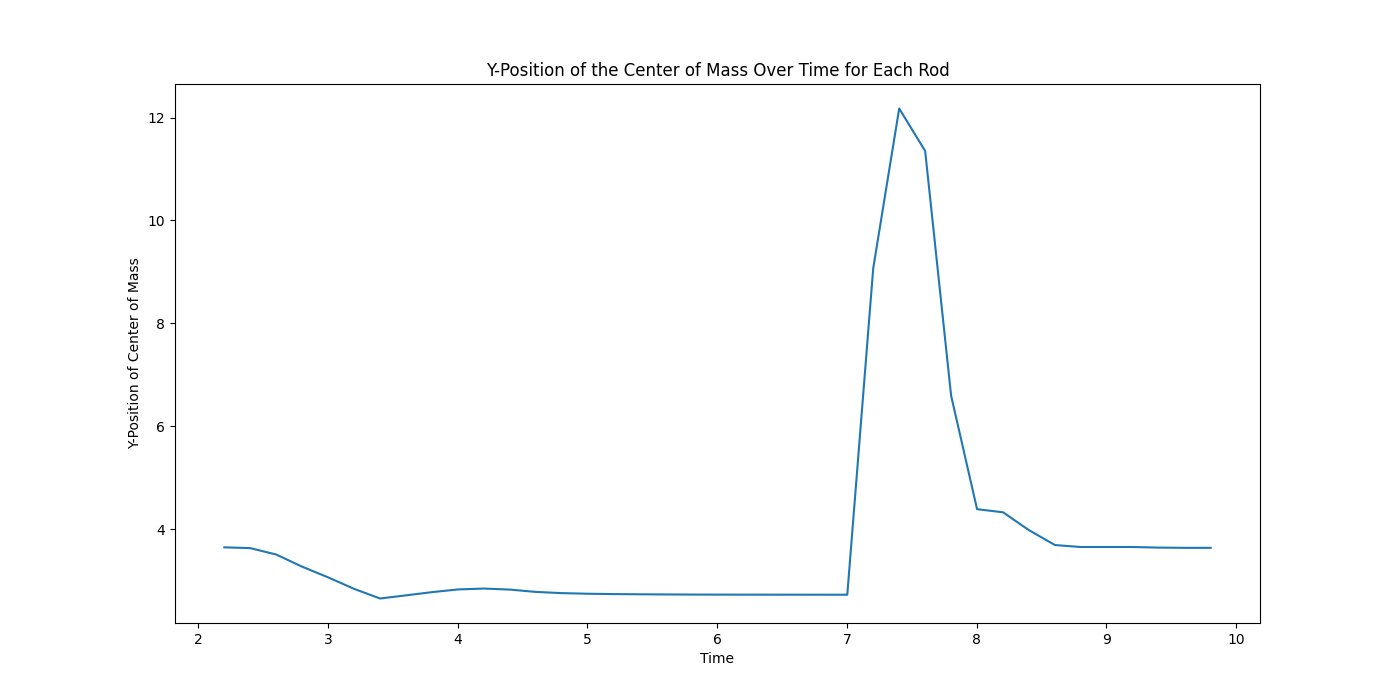 Y-Position of the Center of Mass Over Time for Each Rod
12
10
8
6
4
Y-Position of Center of Mass
2 3 4 5 6 7 8 9 10
Time